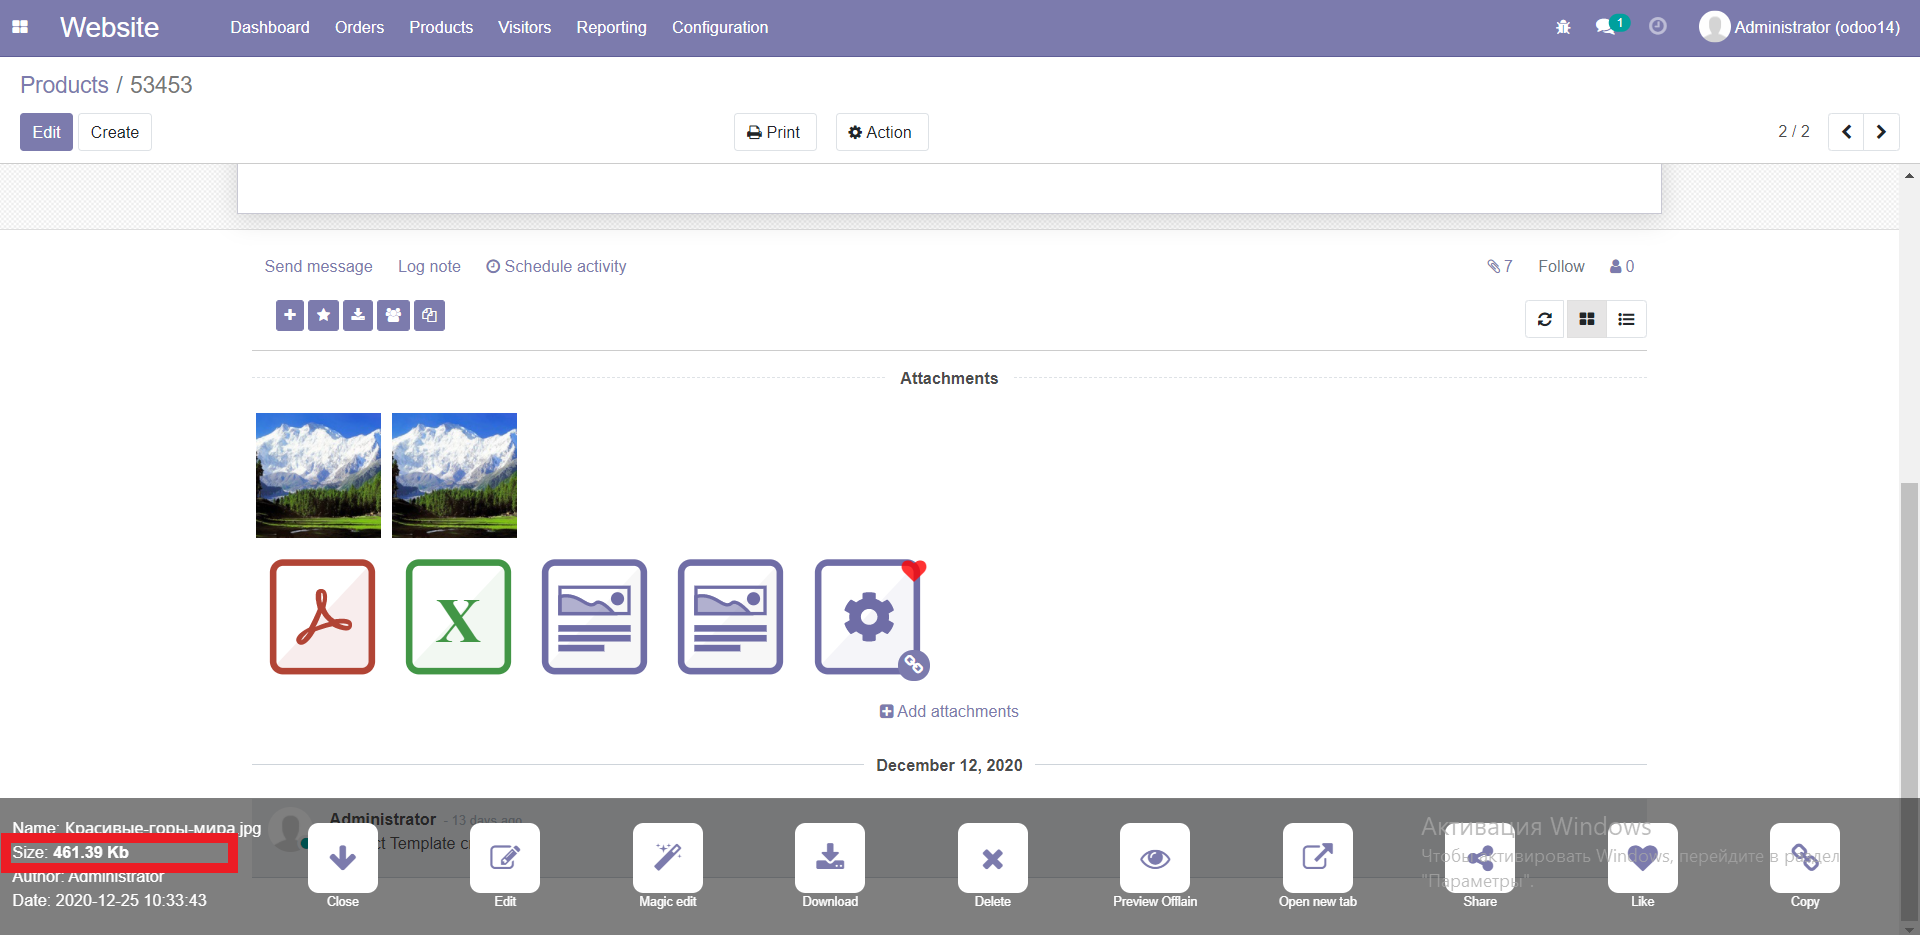 Website
Dashboard Orders Products Visitors Reporting Configuration
1
Administrator (odoo14)
Products / 53453
Edit Create
Print Action
2 / 2
Send message Log note Schedule activity
7 Follow 0
Attachments
Add attachments
December 12, 2020
Administrator - 13 days ago
ct Template c
Name: Красивые-горы-мира.jpg
Size: 461.39 Kb
Author: Administrator
Date: 2020-12-25 10:33:43
Close Edit Magic edit Download Delete Preview Offlain Open new tab Share Like Copy
Активация Windows
Чтобы активировать Windows, перейдите в раздел
"Параметры".